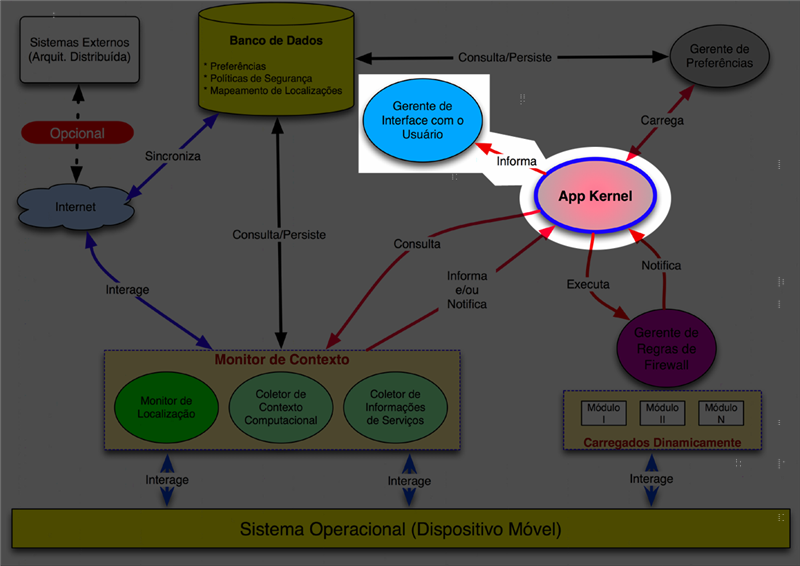 Sistemas Externos
(Arquit. Distribuída)
Opcional
Internet
Sincroniza
Interage
Banco de Dados
* Preferências
* Políticas de Segurança
* Mapeamento de Localizações
Consulta/Persiste
Gerente de
Preferências
Carrega
Gerente de
Interface com o
Usuário
Informa
App Kernel
Consulta/Persiste
Consulta
Informa
e/ou
Notifica
Executa
Notifica
Gerente de
Regras de
Firewall
Monitor de Contexto
Monitor de
Localização
Coletor de
Contexto
Computacional
Coletor de
Informações
de Serviços
Módulo
I
Módulo
II
Módulo
N
Carregados Dinamicamente
Interage
Interage
Interage
Sistema Operacional (Dispositivo Móvel)